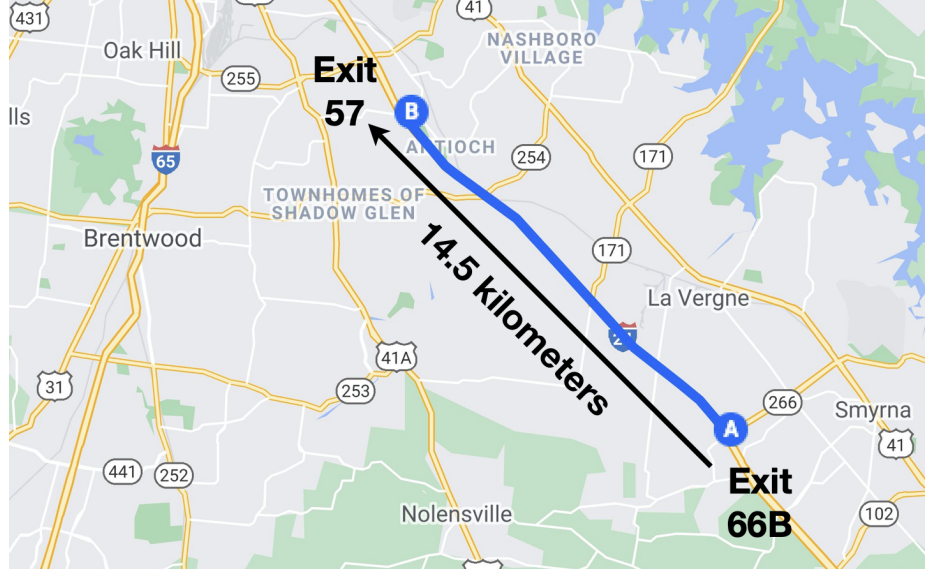 431
41
Oak Hill
NASHBORO
VILLAGE
255
Exit
57
B
lls
ANTIOCH
254
171
65
TOWNHOMES OF
SHADOW GLEN
Brentwood
171
14.5 kilometers
La Vergne
41A
31
253
266
A
Smyrna
41
441
252
Exit
66B
Nolensville
102